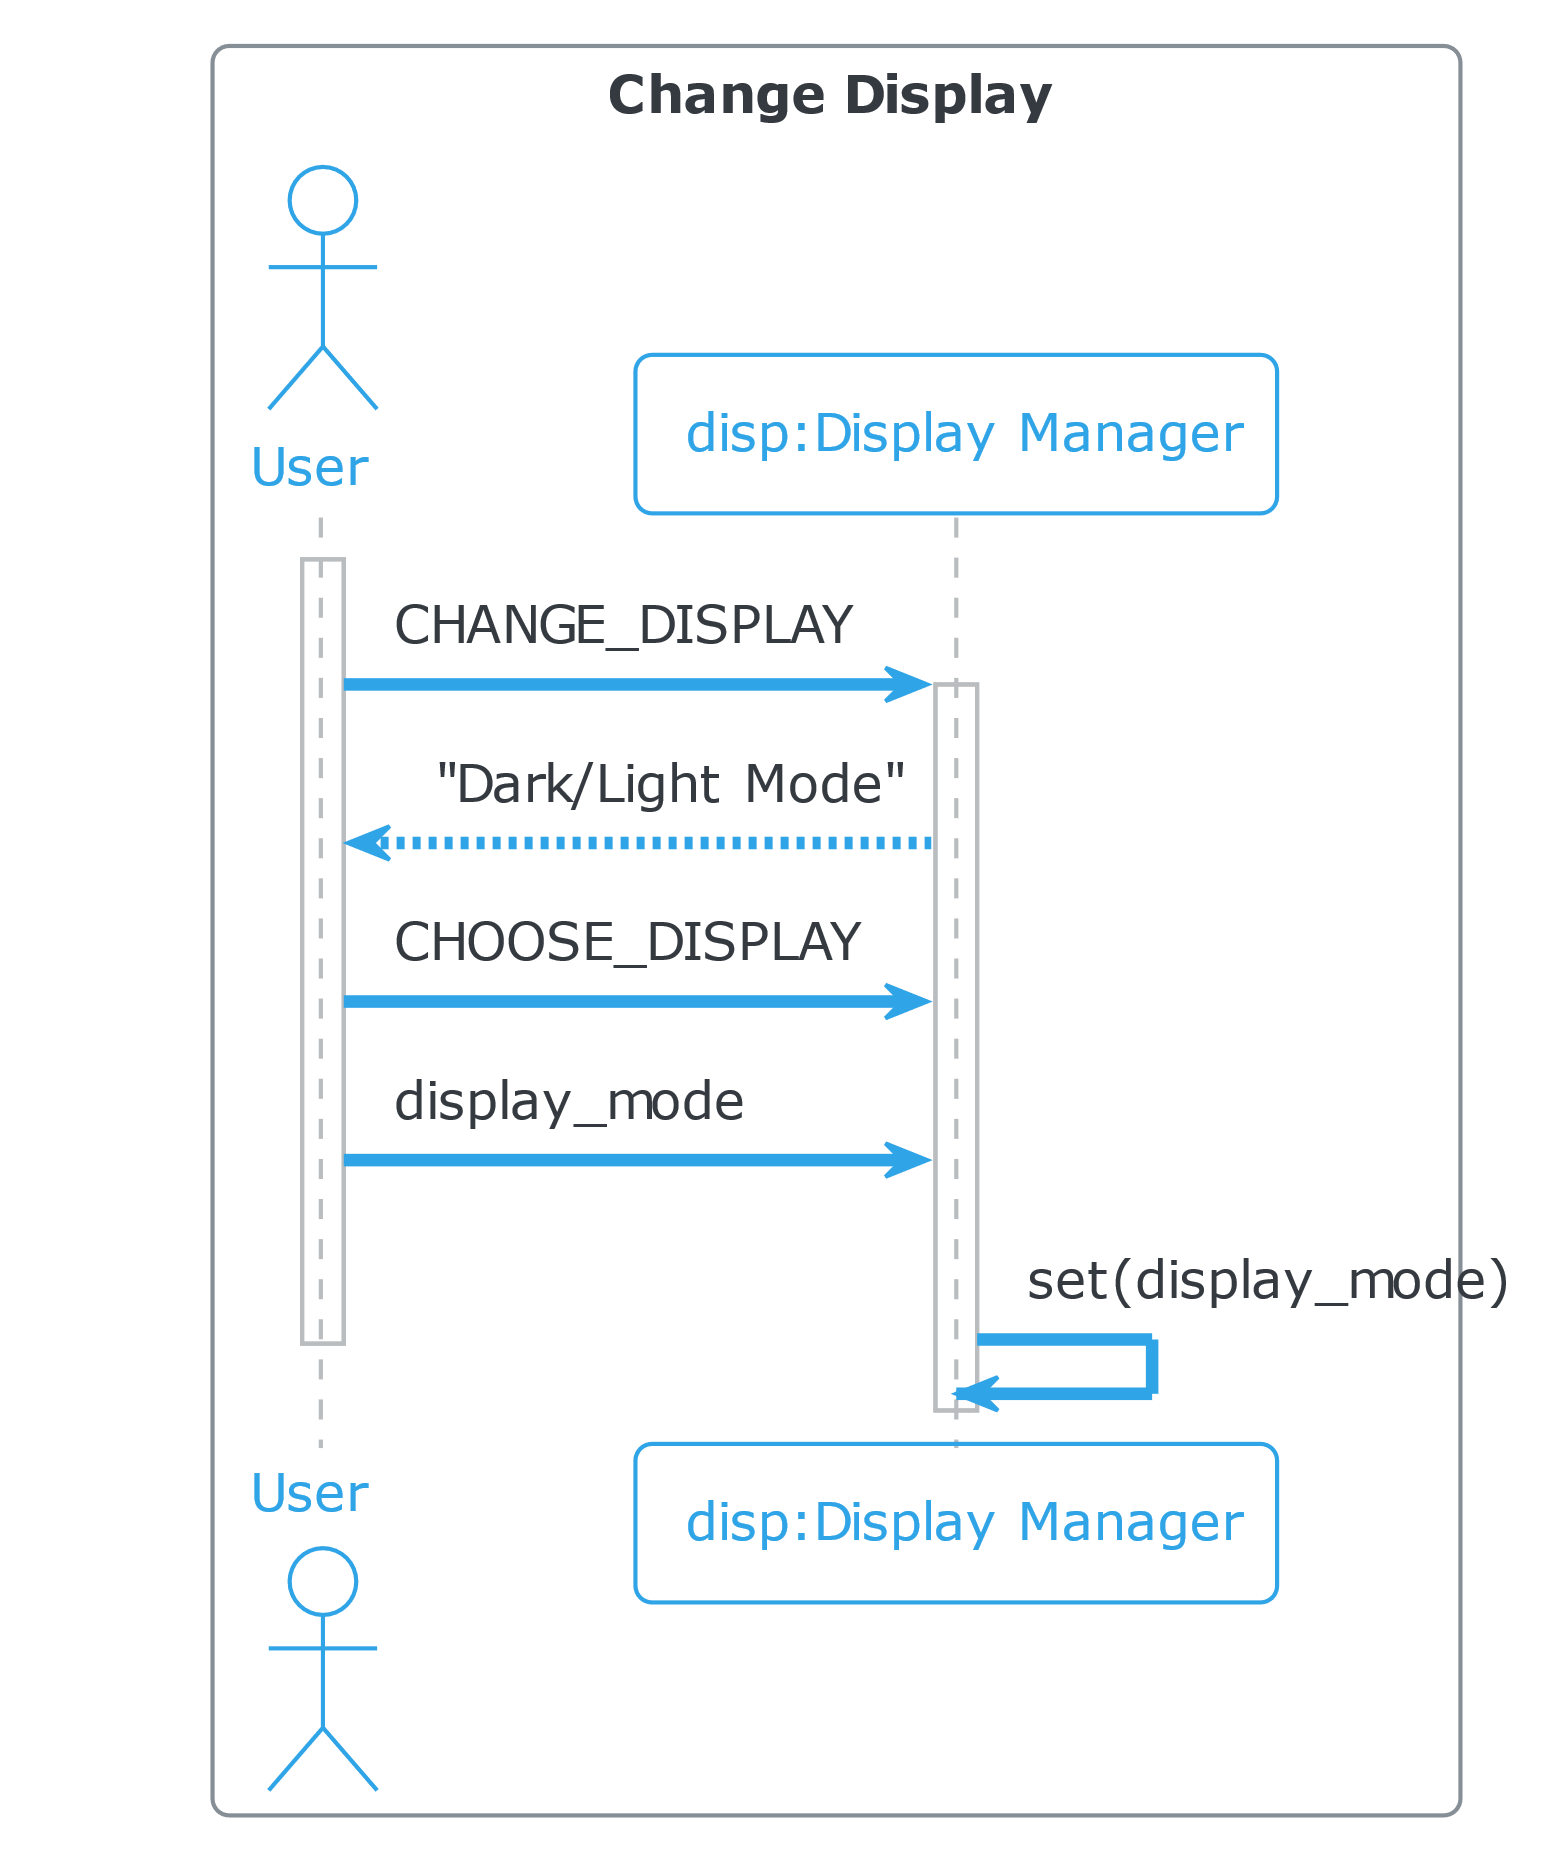 Change Display
User
disp:Display Manager
CHANGE_DISPLAY
"Dark/Light Mode"
CHOOSE_DISPLAY
display_mode
set(display_mode)
User
disp:Display Manager